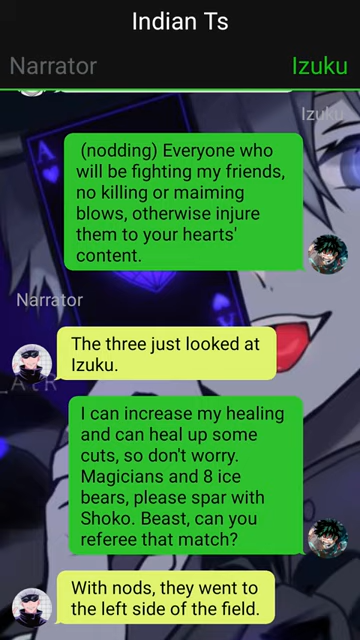 Indian Ts
Narrator
Izuku
Izuku
(nodding) Everyone who
will be fighting my friends,
no killing or maiming
blows, otherwise injure
them to your hearts'
content.
Narrator
The three just looked at
Izuku.
I can increase my healing
and can heal up some
cuts, so don't worry.
Magicians and 8 ice
bears, please spar with
Shoko. Beast, can you
referee that match?
With nods, they went to
the left side of the field.